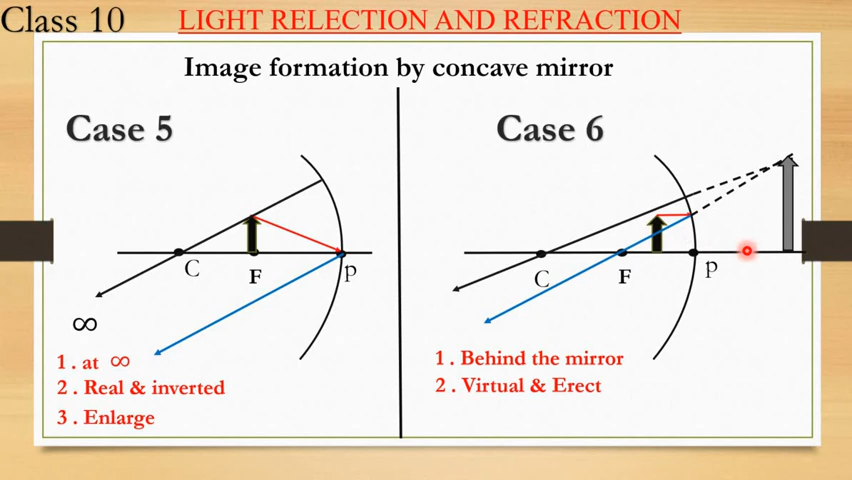 Class 10
LIGHT RELECTION AND REFRACTION
Image formation by concave mirror
Case 5
C
F
p
∞
1 . at ∞
2 . Real & inverted
3 . Enlarge
Case 6
C
F
p
1 . Behind the mirror
2 . Virtual & Erect